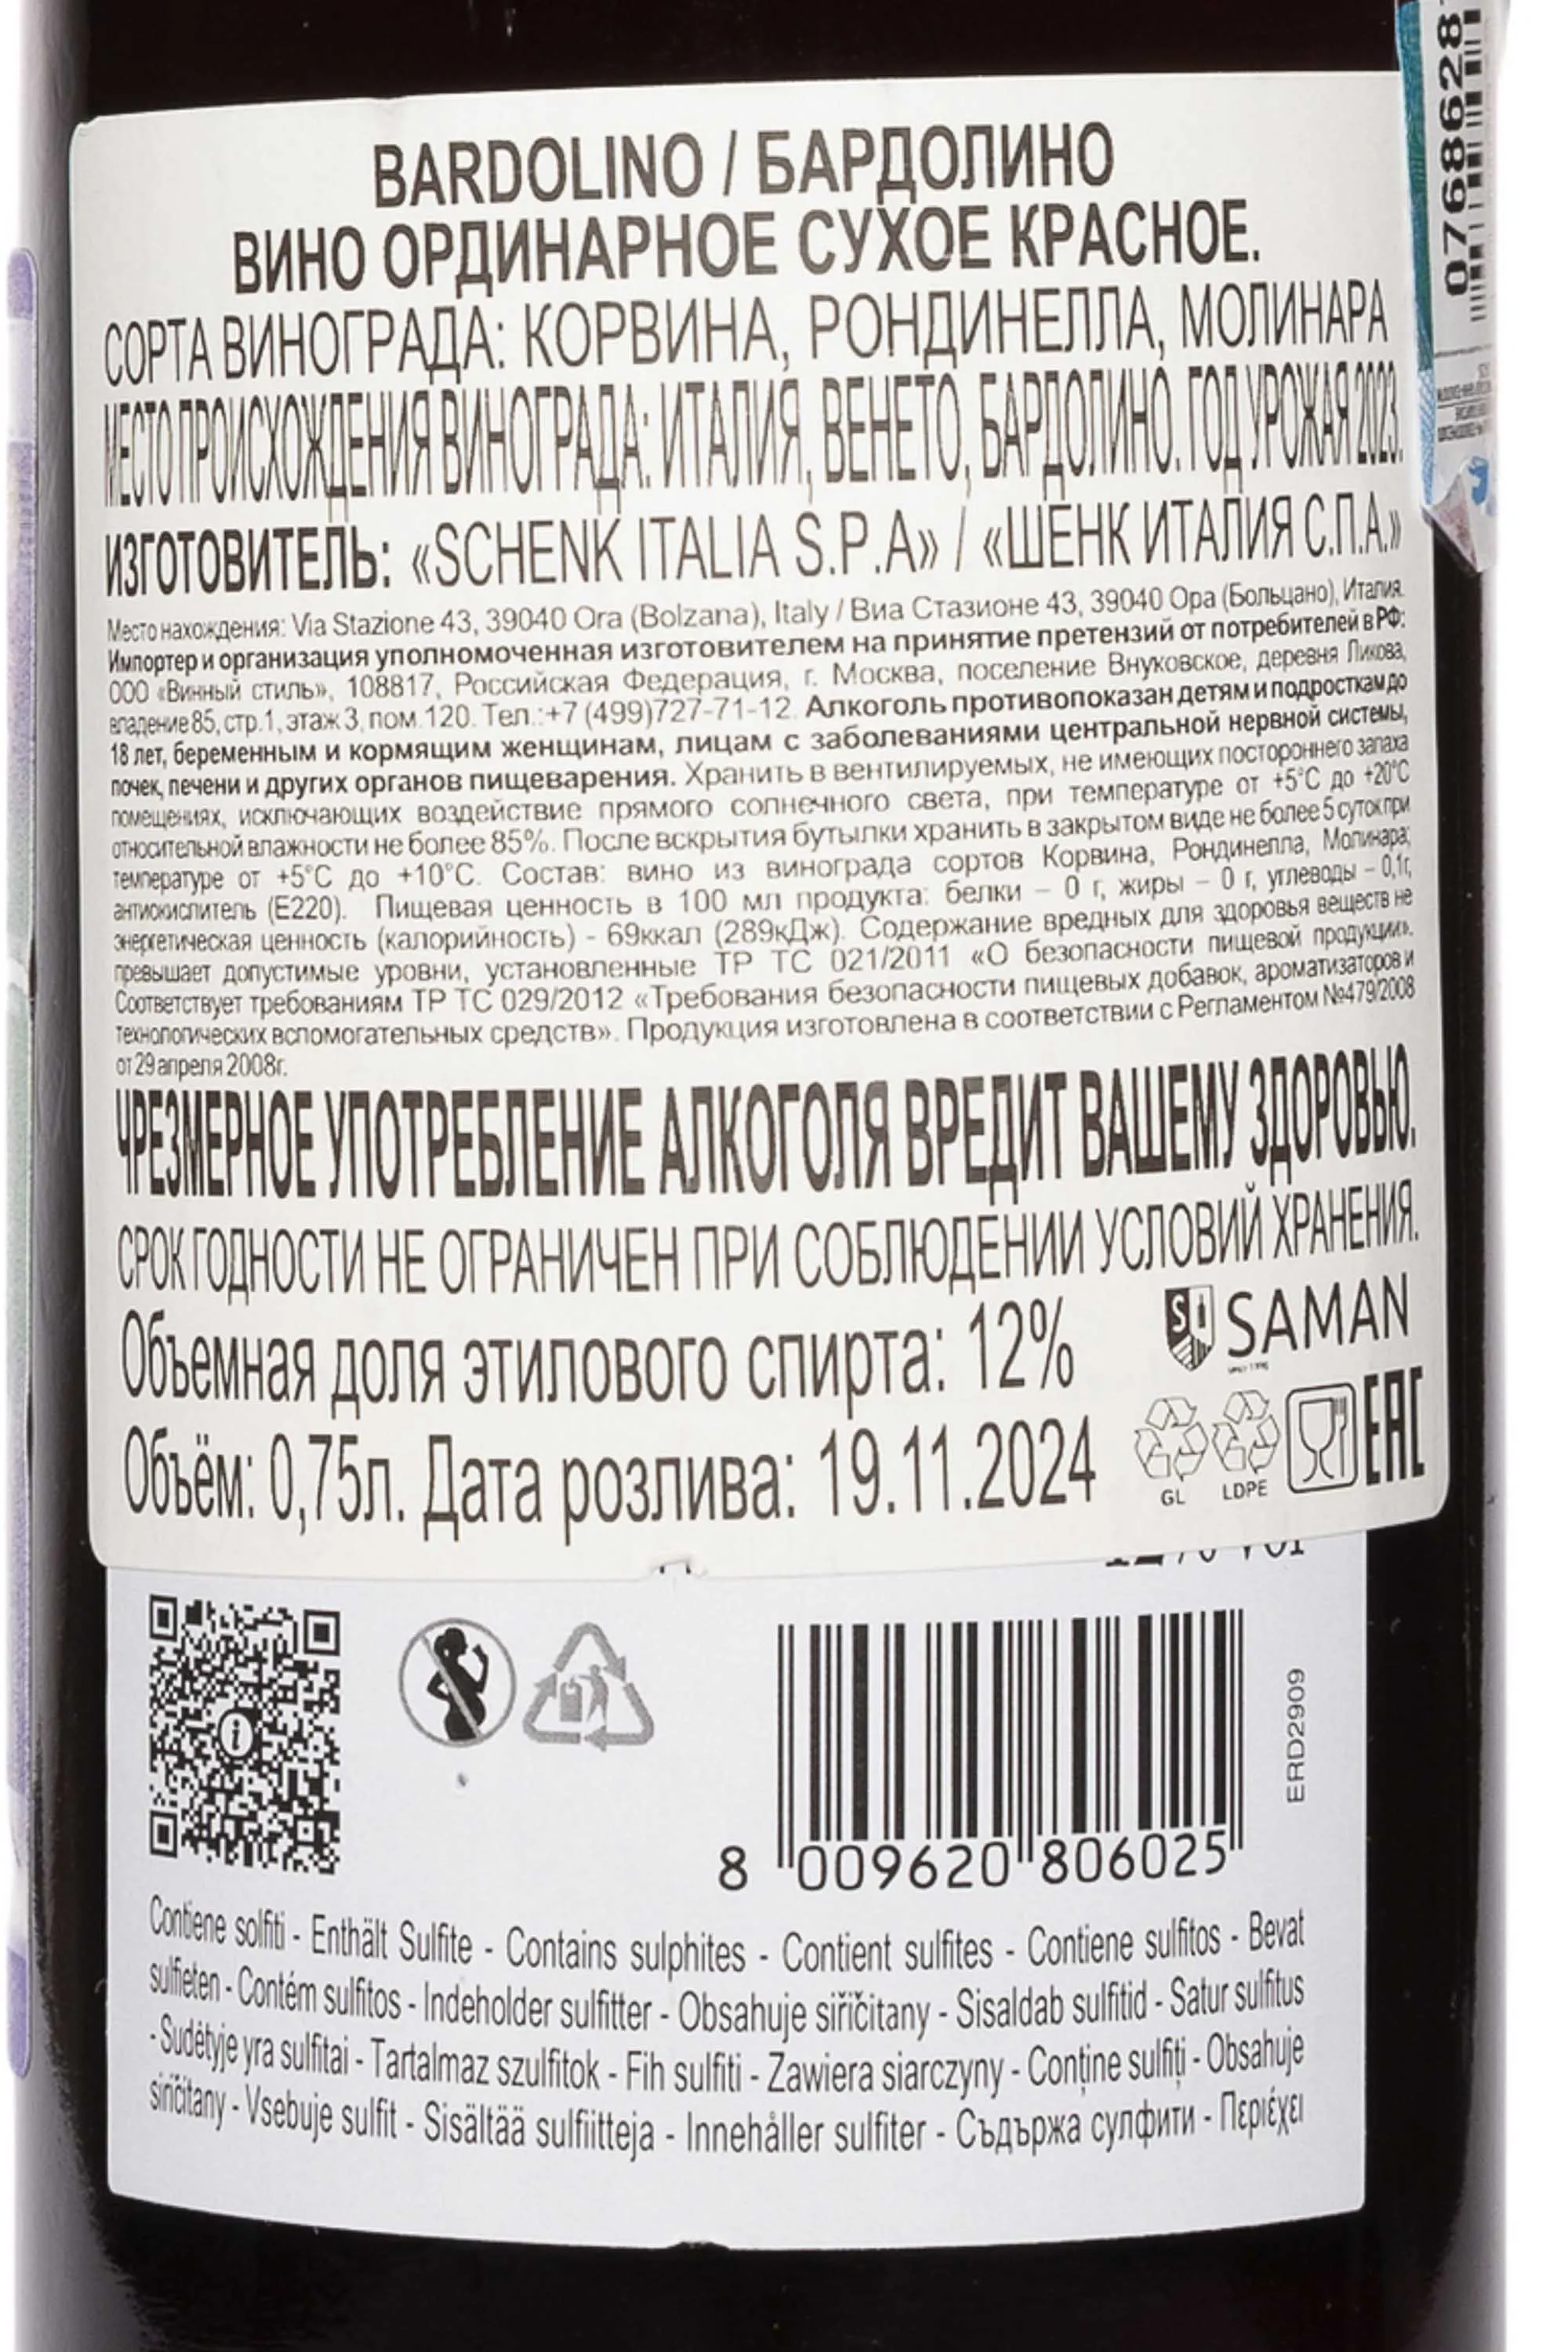 BARDOLINO / БАРДОЛИНО
ВИНО ОРДИНАРНОЕ СУХОЕ КРАСНОЕ.
СОРТА ВИНОГРАДА: КОРВИНА, РОНДИНЕЛЛА, МОЛИНАРА
МЕСТО ПРОИСХОЖДЕНИЯ ВИНОГРАДА: ИТАЛИЯ, ВЕНЕТО, БАРДОЛИНО. ГОД УРОЖАЯ 2023.
ИЗГОТОВИТЕЛЬ: «SCHENK ITALIA S.P.A» / «ШЕНК ИТАЛИЯ С.П.А.»
Место нахождения: Via Stazione 43, 39040 Ora (Bolzana), Italy / Виа Стазионе 43, 39040 Ора (Больцано), Италия.
Импортер и организация уполномоченная изготовителем на принятие претензий от потребителей в РФ:
ООО «Винный стиль», 108817, Российская Федерация, г. Москва, поселение Внуковское, деревня Ликова,
владение 85, стр.1, этаж 3, пом.120. Тел.:+7 (499)727-71-12. Алкоголь противопоказан детям и подросткам до
18 лет, беременным и кормящим женщинам, лицам с заболеваниями центральной нервной системы,
почек, печени и других органов пищеварения. Хранить в вентилируемых, не имеющих постороннего запаха
помещениях, исключающих воздействие прямого солнечного света, при температуре от +5°С до +20°С
относительной влажности не более 85%. После вскрытия бутылки хранить в закрытом виде не более 5 суток при
температуре от +5°С до +10°С. Состав: вино из винограда сортов Корвина, Рондинелла, Молинара;
антиокислитель (Е220). Пищевая ценность в 100 мл продукта: белки – 0 г, жиры – 0 г, углеводы – 0,1г,
энергетическая ценность (калорийность) - 69ккал (289кДж). Содержание вредных для здоровья веществ не
превышает допустимые уровни, установленные ТР ТС 021/2011 «О безопасности пищевой продукции».
Соответствует требованиям ТР ТС 029/2012 «Требования безопасности пищевых добавок, ароматизаторов и
технологических вспомогательных средств». Продукция изготовлена в соответствии с Регламентом №479/2008
от 29 апреля 2008г.
ЧРЕЗМЕРНОЕ УПОТРЕБЛЕНИЕ АЛКОГОЛЯ ВРЕДИТ ВАШЕМУ ЗДОРОВЬЮ.
СРОК ГОДНОСТИ НЕ ОГРАНИЧЕН ПРИ СОБЛЮДЕНИИ УСЛОВИЙ ХРАНЕНИЯ.
Объемная доля этилового спирта: 12%
SAMAN
Объём: 0,75л. Дата розлива: 19.11.2024
GL LDPE EAC
ERD2909
8 009620 806025
Contiene solfiti - Enthält Sulfite - Contains sulphites - Contient sulfites - Contiene sulfitos - Bevat
sulfieten - Contém sulfitos - Indeholder sulfitter - Obsahuje siřičitany - Sisaldab sulfitid - Satur sulfitus
- Sudėtyje yra sulfitai - Tartalmaz szulfitok - Fih sulfiti - Zawiera siarczyny - Conține sulfiți - Obsahuje
siričitany - Vsebuje sulfit - Sisältää sulfiitteja - Innehåller sulfiter - Съдържа сулфити - Περιέχει